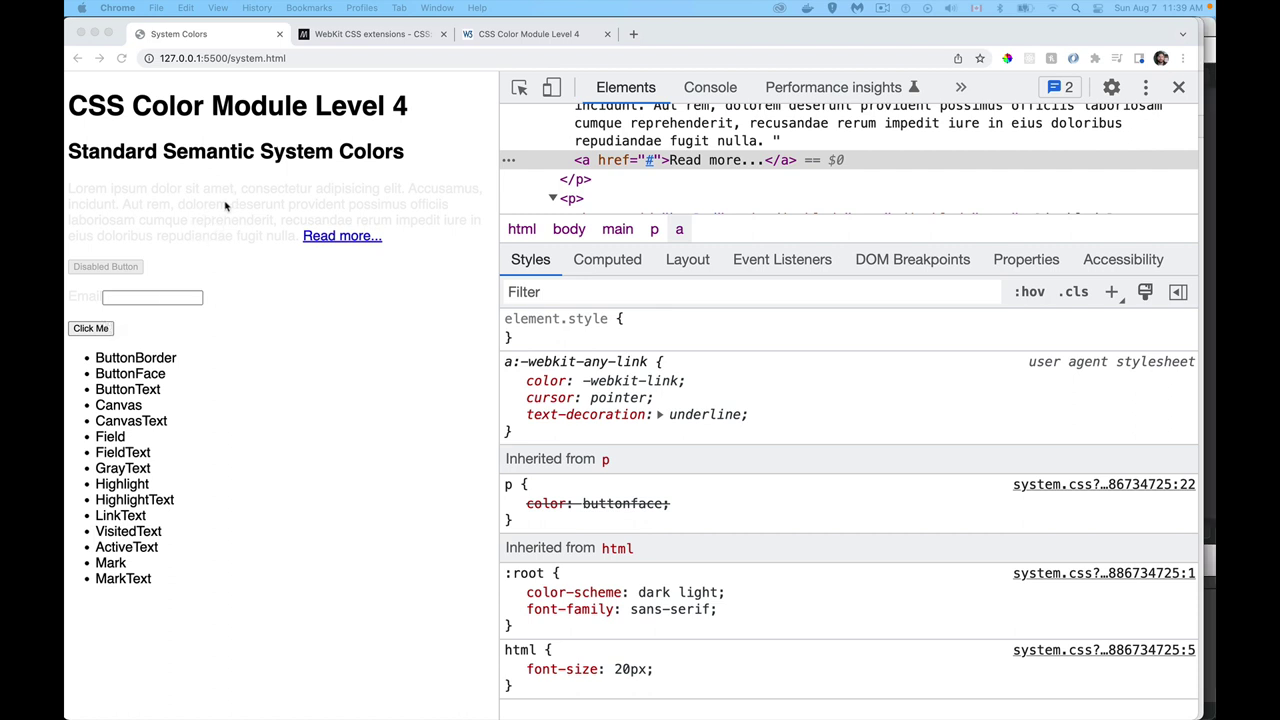 Chrome File Edit View History Bookmarks Profiles Tab Window Help Sun Aug 7 11:39 AM
System Colors WebKit CSS extensions - CSS: CSS Color Module Level 4
127.0.0.1:5500/system.html
CSS Color Module Level 4
Standard Semantic System Colors
Lorem ipsum dolor sit amet, consectetur adipisicing elit. Accusamus,
incidunt. Aut rem, dolorem deserunt provident possimus officiis
laboriosam cumque reprehenderit, recusandae rerum impedit iure in
eius doloribus repudiandae fugit nulla. Read more...
Disabled Button
Email
Click Me
ButtonBorder
ButtonFace
ButtonText
Canvas
CanvasText
Field
FieldText
GrayText
Highlight
HighlightText
LinkText
VisitedText
ActiveText
Mark
MarkText
Elements Console Performance insights 2
incidunt. Aut rem, dolorem deserunt provident possimus officiis laboriosam
cumque reprehenderit, recusandae rerum impedit iure in eius doloribus
repudiandae fugit nulla. "
<a href="#">Read more...</a> == $0
</p>
<p>
html body main p a
Styles Computed Layout Event Listeners DOM Breakpoints Properties Accessibility
Filter :hov .cls
element.style {
}
a:-webkit-any-link { user agent stylesheet
color: -webkit-link;
cursor: pointer;
text-decoration: underline;
}
Inherited from p
p { system.css?…86734725:22
color: buttonface;
}
Inherited from html
:root { system.css?…886734725:1
color-scheme: dark light;
font-family: sans-serif;
}
html { system.css?…886734725:5
font-size: 20px;
}